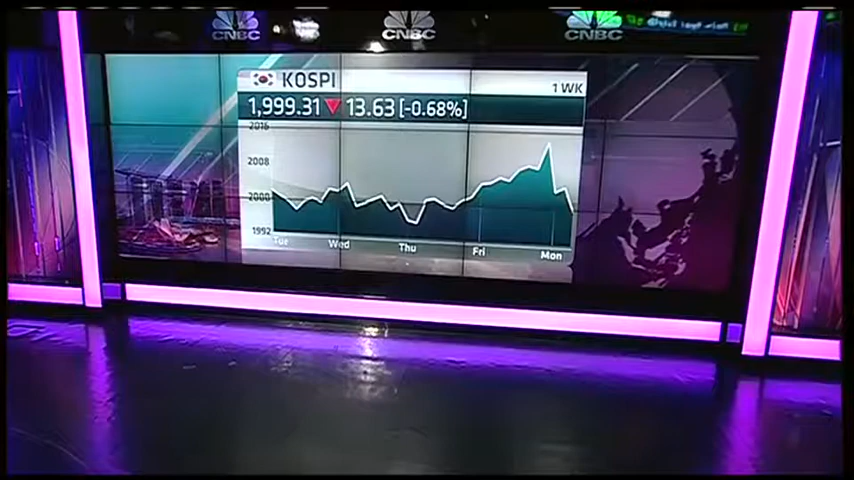 CNBC CNBC CNBC
KOSPI
1 WK
1,999.31 13.63 [-0.68%]
2016
2008
2000
1992
Tue Wed Thu Fri Mon